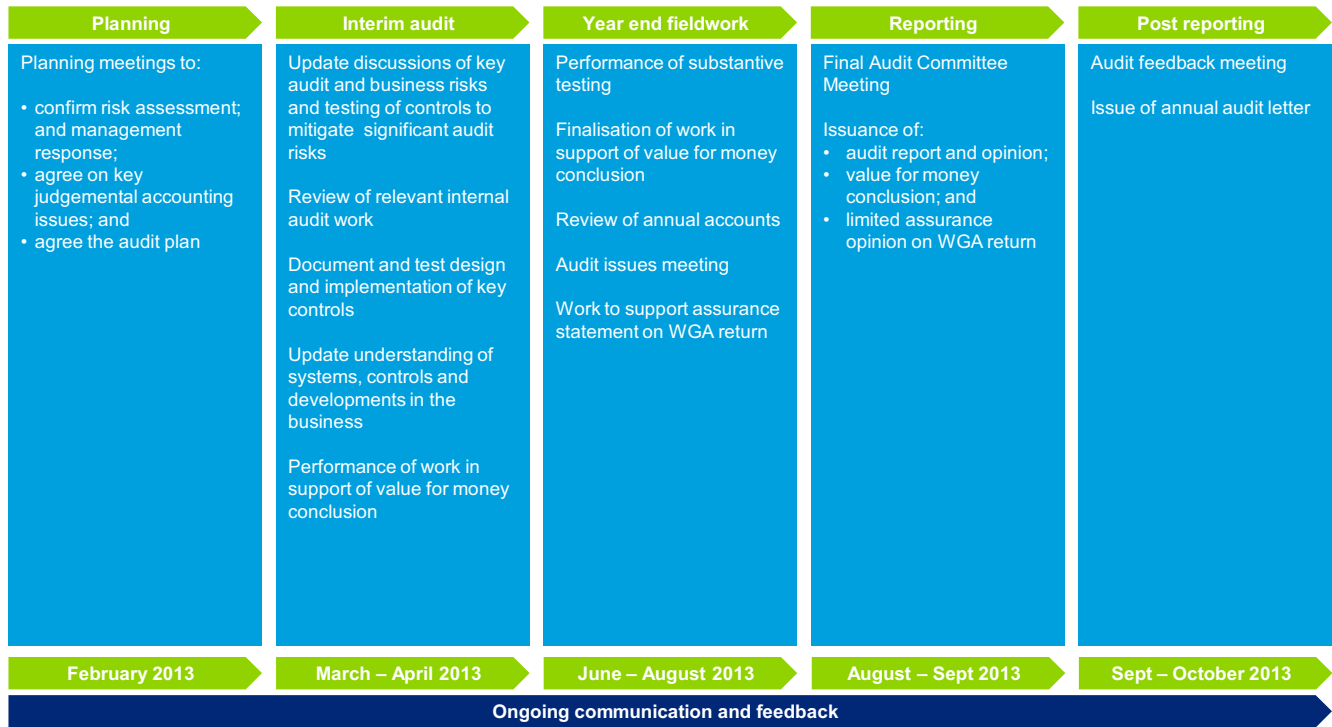 Planning
Planning meetings to:
• confirm risk assessment;
and management
response;
• agree on key
judgemental accounting
issues; and
• agree the audit plan
February 2013
Interim audit
Update discussions of key
audit and business risks
and testing of controls to
mitigate significant audit
risks
Review of relevant internal
audit work
Document and test design
and implementation of key
controls
Update understanding of
systems, controls and
developments in the
business
Performance of work in
support of value for money
conclusion
March – April 2013
Year end fieldwork
Performance of substantive
testing
Finalisation of work in
support of value for money
conclusion
Review of annual accounts
Audit issues meeting
Work to support assurance
statement on WGA return
June – August 2013
Reporting
Final Audit Committee
Meeting
Issuance of:
• audit report and opinion;
• value for money
conclusion; and
• limited assurance
opinion on WGA return
August – Sept 2013
Post reporting
Audit feedback meeting
Issue of annual audit letter
Sept – October 2013
Ongoing communication and feedback